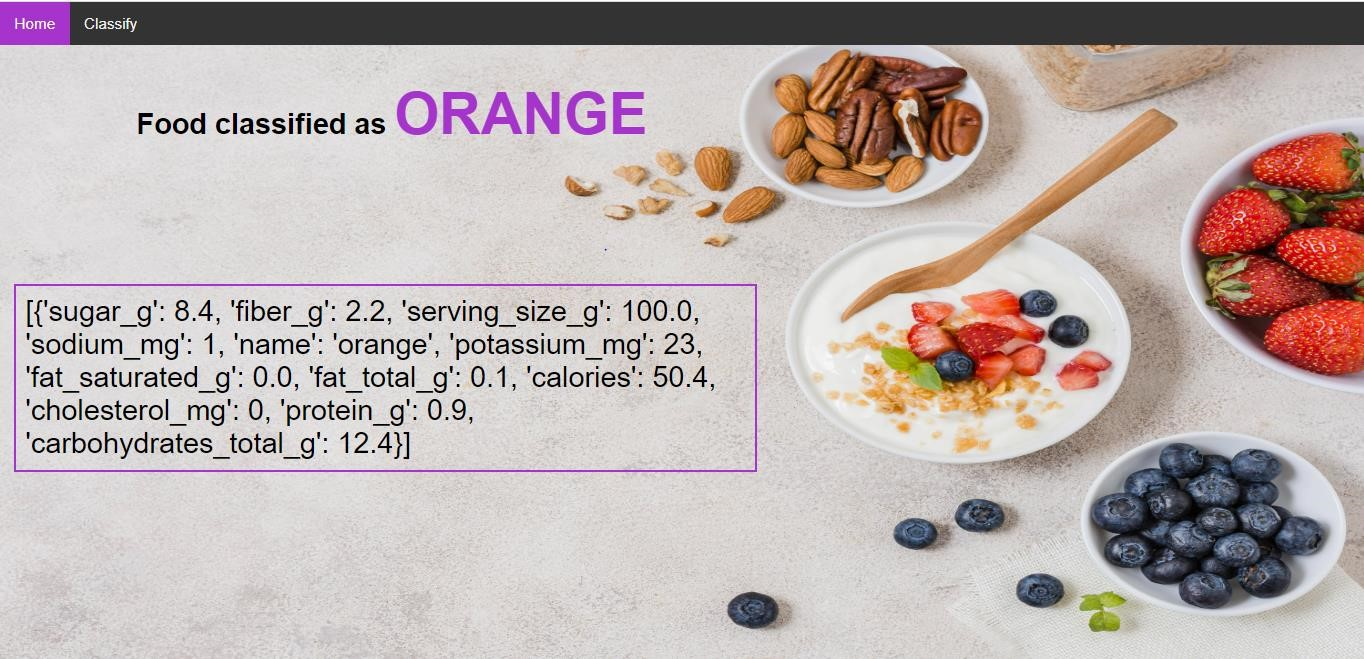 Home Classify
Food classified as ORANGE
[{'sugar_g': 8.4, 'fiber_g': 2.2, 'serving_size_g': 100.0,
'sodium_mg': 1, 'name': 'orange', 'potassium_mg': 23,
'fat_saturated_g': 0.0, 'fat_total_g': 0.1, 'calories': 50.4,
'cholesterol_mg': 0, 'protein_g': 0.9,
'carbohydrates_total_g': 12.4}]